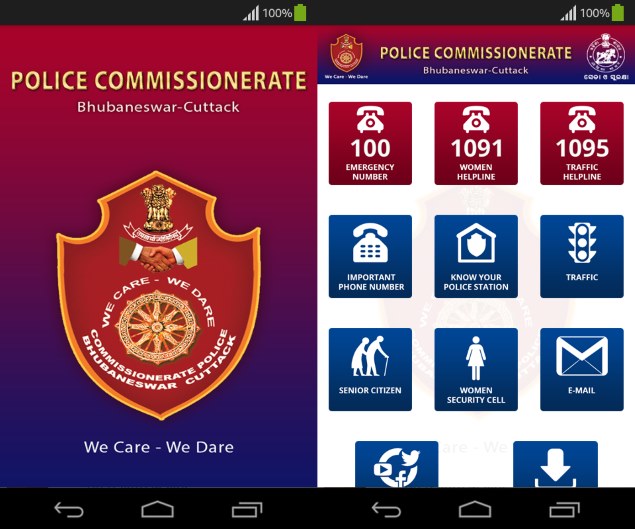 100%
POLICE COMMISSIONERATE
Bhubaneswar-Cuttack
WE CARE - WE DARE
COMMISSIONERATE POLICE
BHUBANESWAR CUTTACK
We Care - We Dare
100%
POLICE COMMISSIONERATE
Bhubaneswar-Cuttack
We Care - We Dare
ସେବା ଓ ସୁରକ୍ଷା
100
EMERGENCY
NUMBER
1091
WOMEN
HELPLINE
1095
TRAFFIC
HELPLINE
IMPORTANT
PHONE NUMBER
KNOW YOUR
POLICE STATION
TRAFFIC
SENIOR CITIZEN
WOMEN
SECURITY CELL
E-MAIL